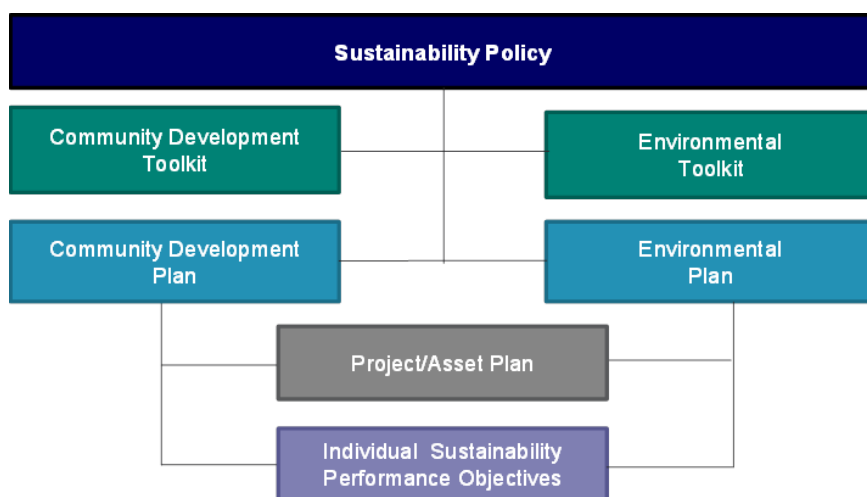 Sustainability Policy
Community Development
Toolkit
Environmental
Toolkit
Community Development
Plan
Environmental
Plan
Project/Asset Plan
Individual Sustainability
Performance Objectives